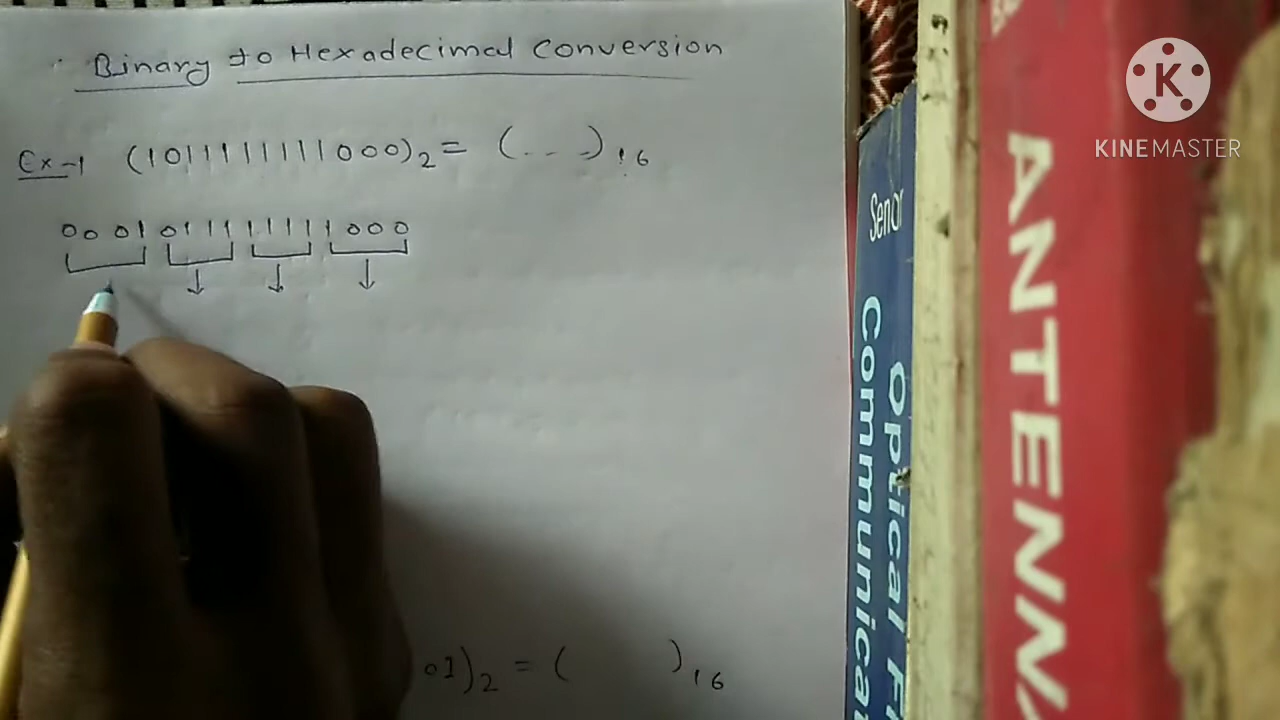 Binary to Hexadecimal Conversion
Ex-1 (1011111111000)2 = (---)16
0001 0111 1111 1000
01)2 = ( )16
KINEMASTER
Optical Fi
Communica
ANTENN